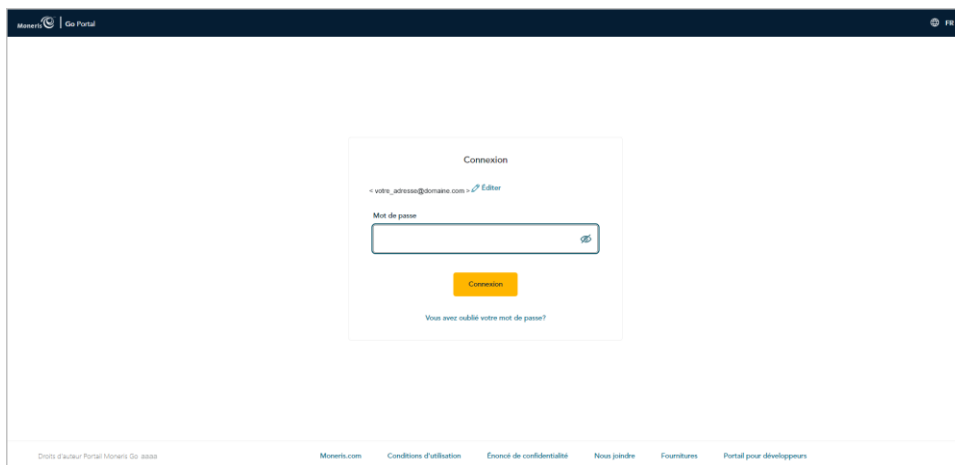 Moneris | Go Portal
FR
Connexion
< votre_adresse@domaine.com > Éditer
Mot de passe
Connexion
Vous avez oublié votre mot de passe?
Droits d'auteur Portail Moneris Go aaaa
Moneris.com Conditions d'utilisation Énoncé de confidentialité Nous joindre Fournitures Portail pour développeurs